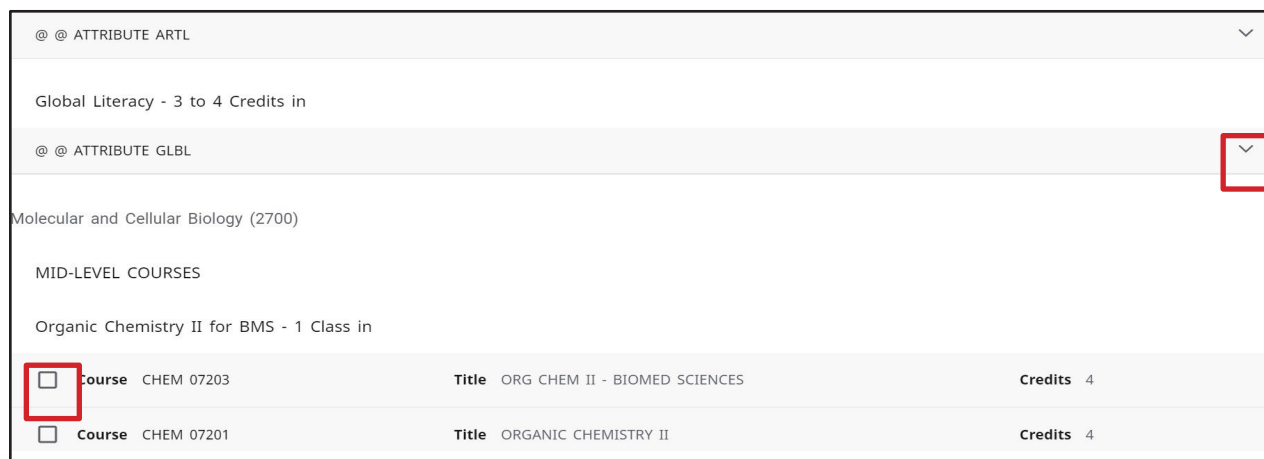 @ @ ATTRIBUTE ARTL
Global Literacy - 3 to 4 Credits in
@ @ ATTRIBUTE GLBL
Molecular and Cellular Biology (2700)
MID-LEVEL COURSES
Organic Chemistry II for BMS - 1 Class in
Course CHEM 07203 Title ORG CHEM II - BIOMED SCIENCES Credits 4
Course CHEM 07201 Title ORGANIC CHEMISTRY II Credits 4